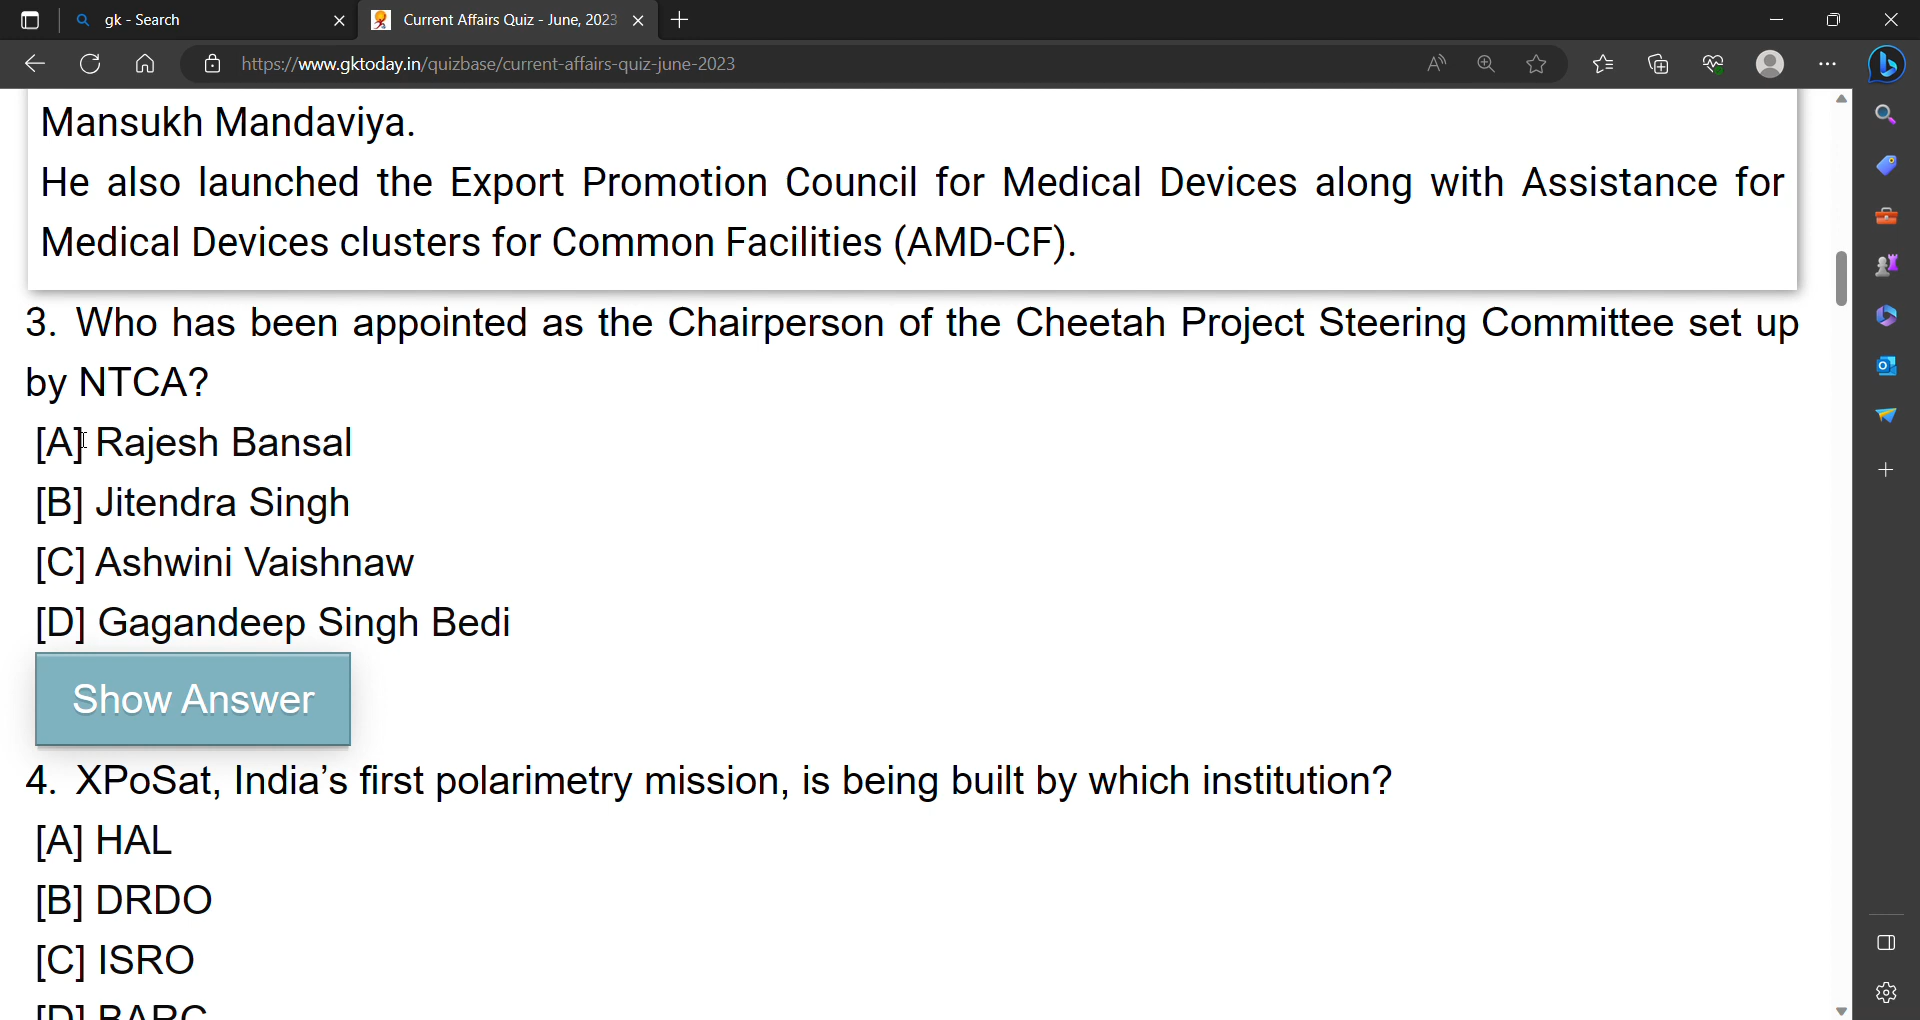 gk - Search
Current Affairs Quiz - June, 2023
https://www.gktoday.in/quizbase/current-affairs-quiz-june-2023
Mansukh Mandaviya.
He also launched the Export Promotion Council for Medical Devices along with Assistance for
Medical Devices clusters for Common Facilities (AMD-CF).
3. Who has been appointed as the Chairperson of the Cheetah Project Steering Committee set up
by NTCA?
[A] Rajesh Bansal
[B] Jitendra Singh
[C] Ashwini Vaishnaw
[D] Gagandeep Singh Bedi
Show Answer
4. XPoSat, India’s first polarimetry mission, is being built by which institution?
[A] HAL
[B] DRDO
[C] ISRO
[D] BARC